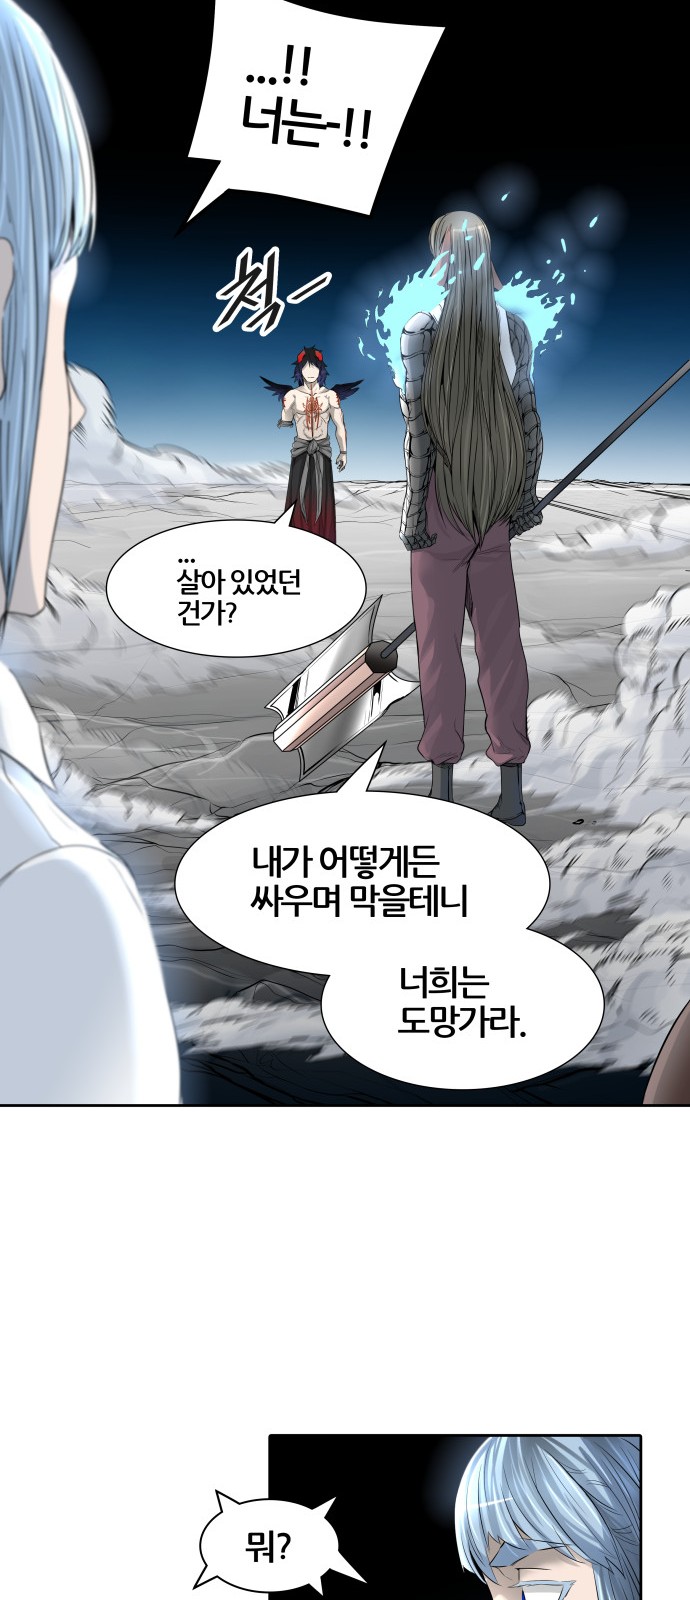 ...!!
너는-!!
척-
...
살아 있었던
건가?
내가 어떻게든
싸우며 막을테니
너희는
도망가라.
뭐?